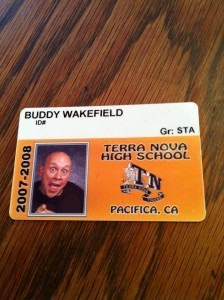 BUDDY WAKEFIELD
ID#
Gr: STA
2007-2008
TERRA NOVA
HIGH SCHOOL
TN
PACIFICA, CA